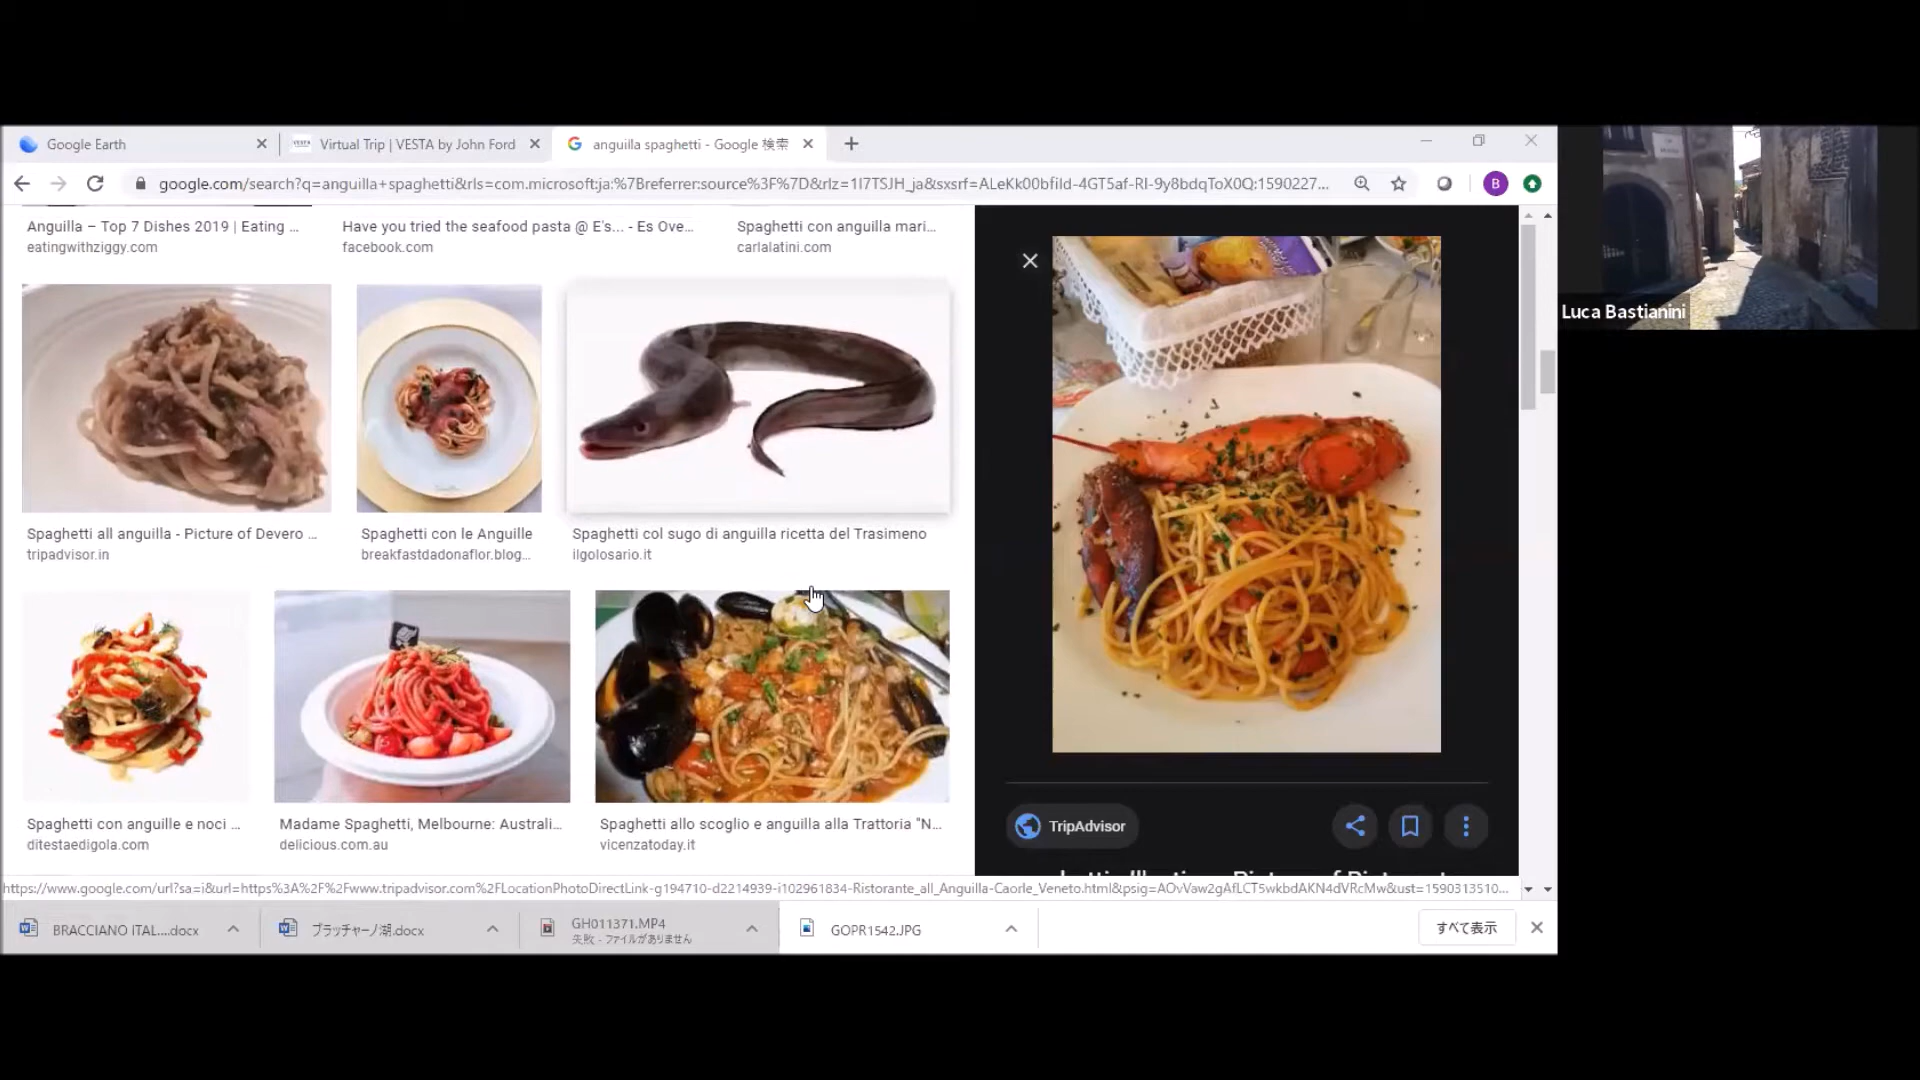 Google Earth
Virtual Trip | VESTA by John Ford
anguilla spaghetti - Google 検索
google.com/search?q=anguilla+spaghetti&rls=com.microsoft:ja:%7Breferrer:source%3F%7D&rlz=1I7TSJH_ja&sxsrf=ALeKk00bfild-4GT5af-RI-9y8bdqToX0Q:1590227...
B
Anguilla – Top 7 Dishes 2019 | Eating ...
eatingwithziggy.com
Have you tried the seafood pasta @ E's... - Es Ove...
facebook.com
Spaghetti con anguilla mari...
carlalatini.com
Luca Bastianini
Spaghetti all anguilla - Picture of Devero ...
tripadvisor.in
Spaghetti con le Anguille
breakfastdadonaflor.blog...
Spaghetti col sugo di anguilla ricetta del Trasimeno
ilgolosario.it
Spaghetti con anguille e noci ...
ditestaedigola.com
Madame Spaghetti, Melbourne: Australi...
delicious.com.au
Spaghetti allo scoglio e anguilla alla Trattoria "N...
vicenzatoday.it
TripAdvisor
https://www.google.com/url?sa=i&url=https%3A%2F%2Fwww.tripadvisor.com%2FLocationPhotoDirectLink-g194710-d2214939-i102961834-Ristorante_all_Anguilla-Caorle_Veneto.html&psig=AOvVaw2gAfLCT5wkbdAKN4dVRcMw&ust=1590313510...
BRACCIANO ITAL....docx
ブラッチャーノ湖.docx
GH011371.MP4
失敗 - ファイルがありません
GOPR1542.JPG
すべて表示